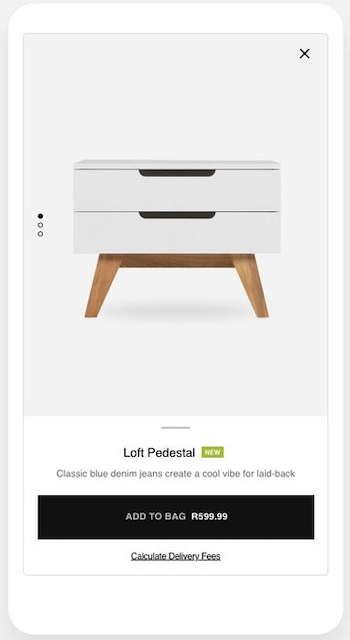 Loft Pedestal NEW
Classic blue denim jeans create a cool vibe for laid-back
ADD TO BAG R599.99
Calculate Delivery Fees